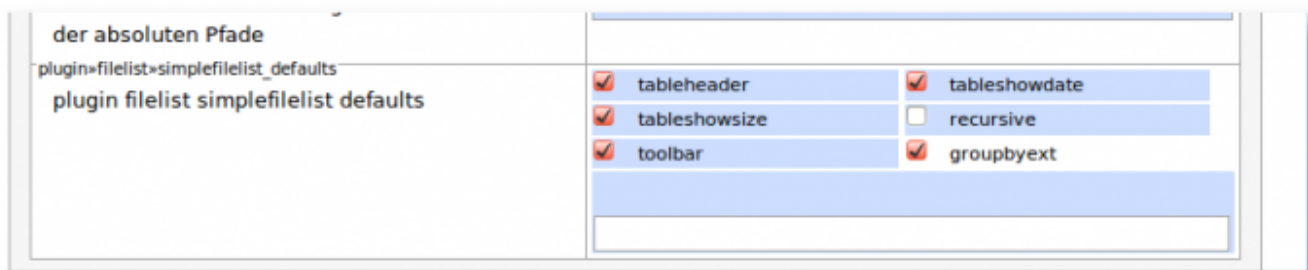 der absoluten Pfade
plugin»filelist»simplefilelist_defaults
plugin filelist simplefilelist defaults
tableheader tableshowdate
tableshowsize recursive
toolbar groupbyext